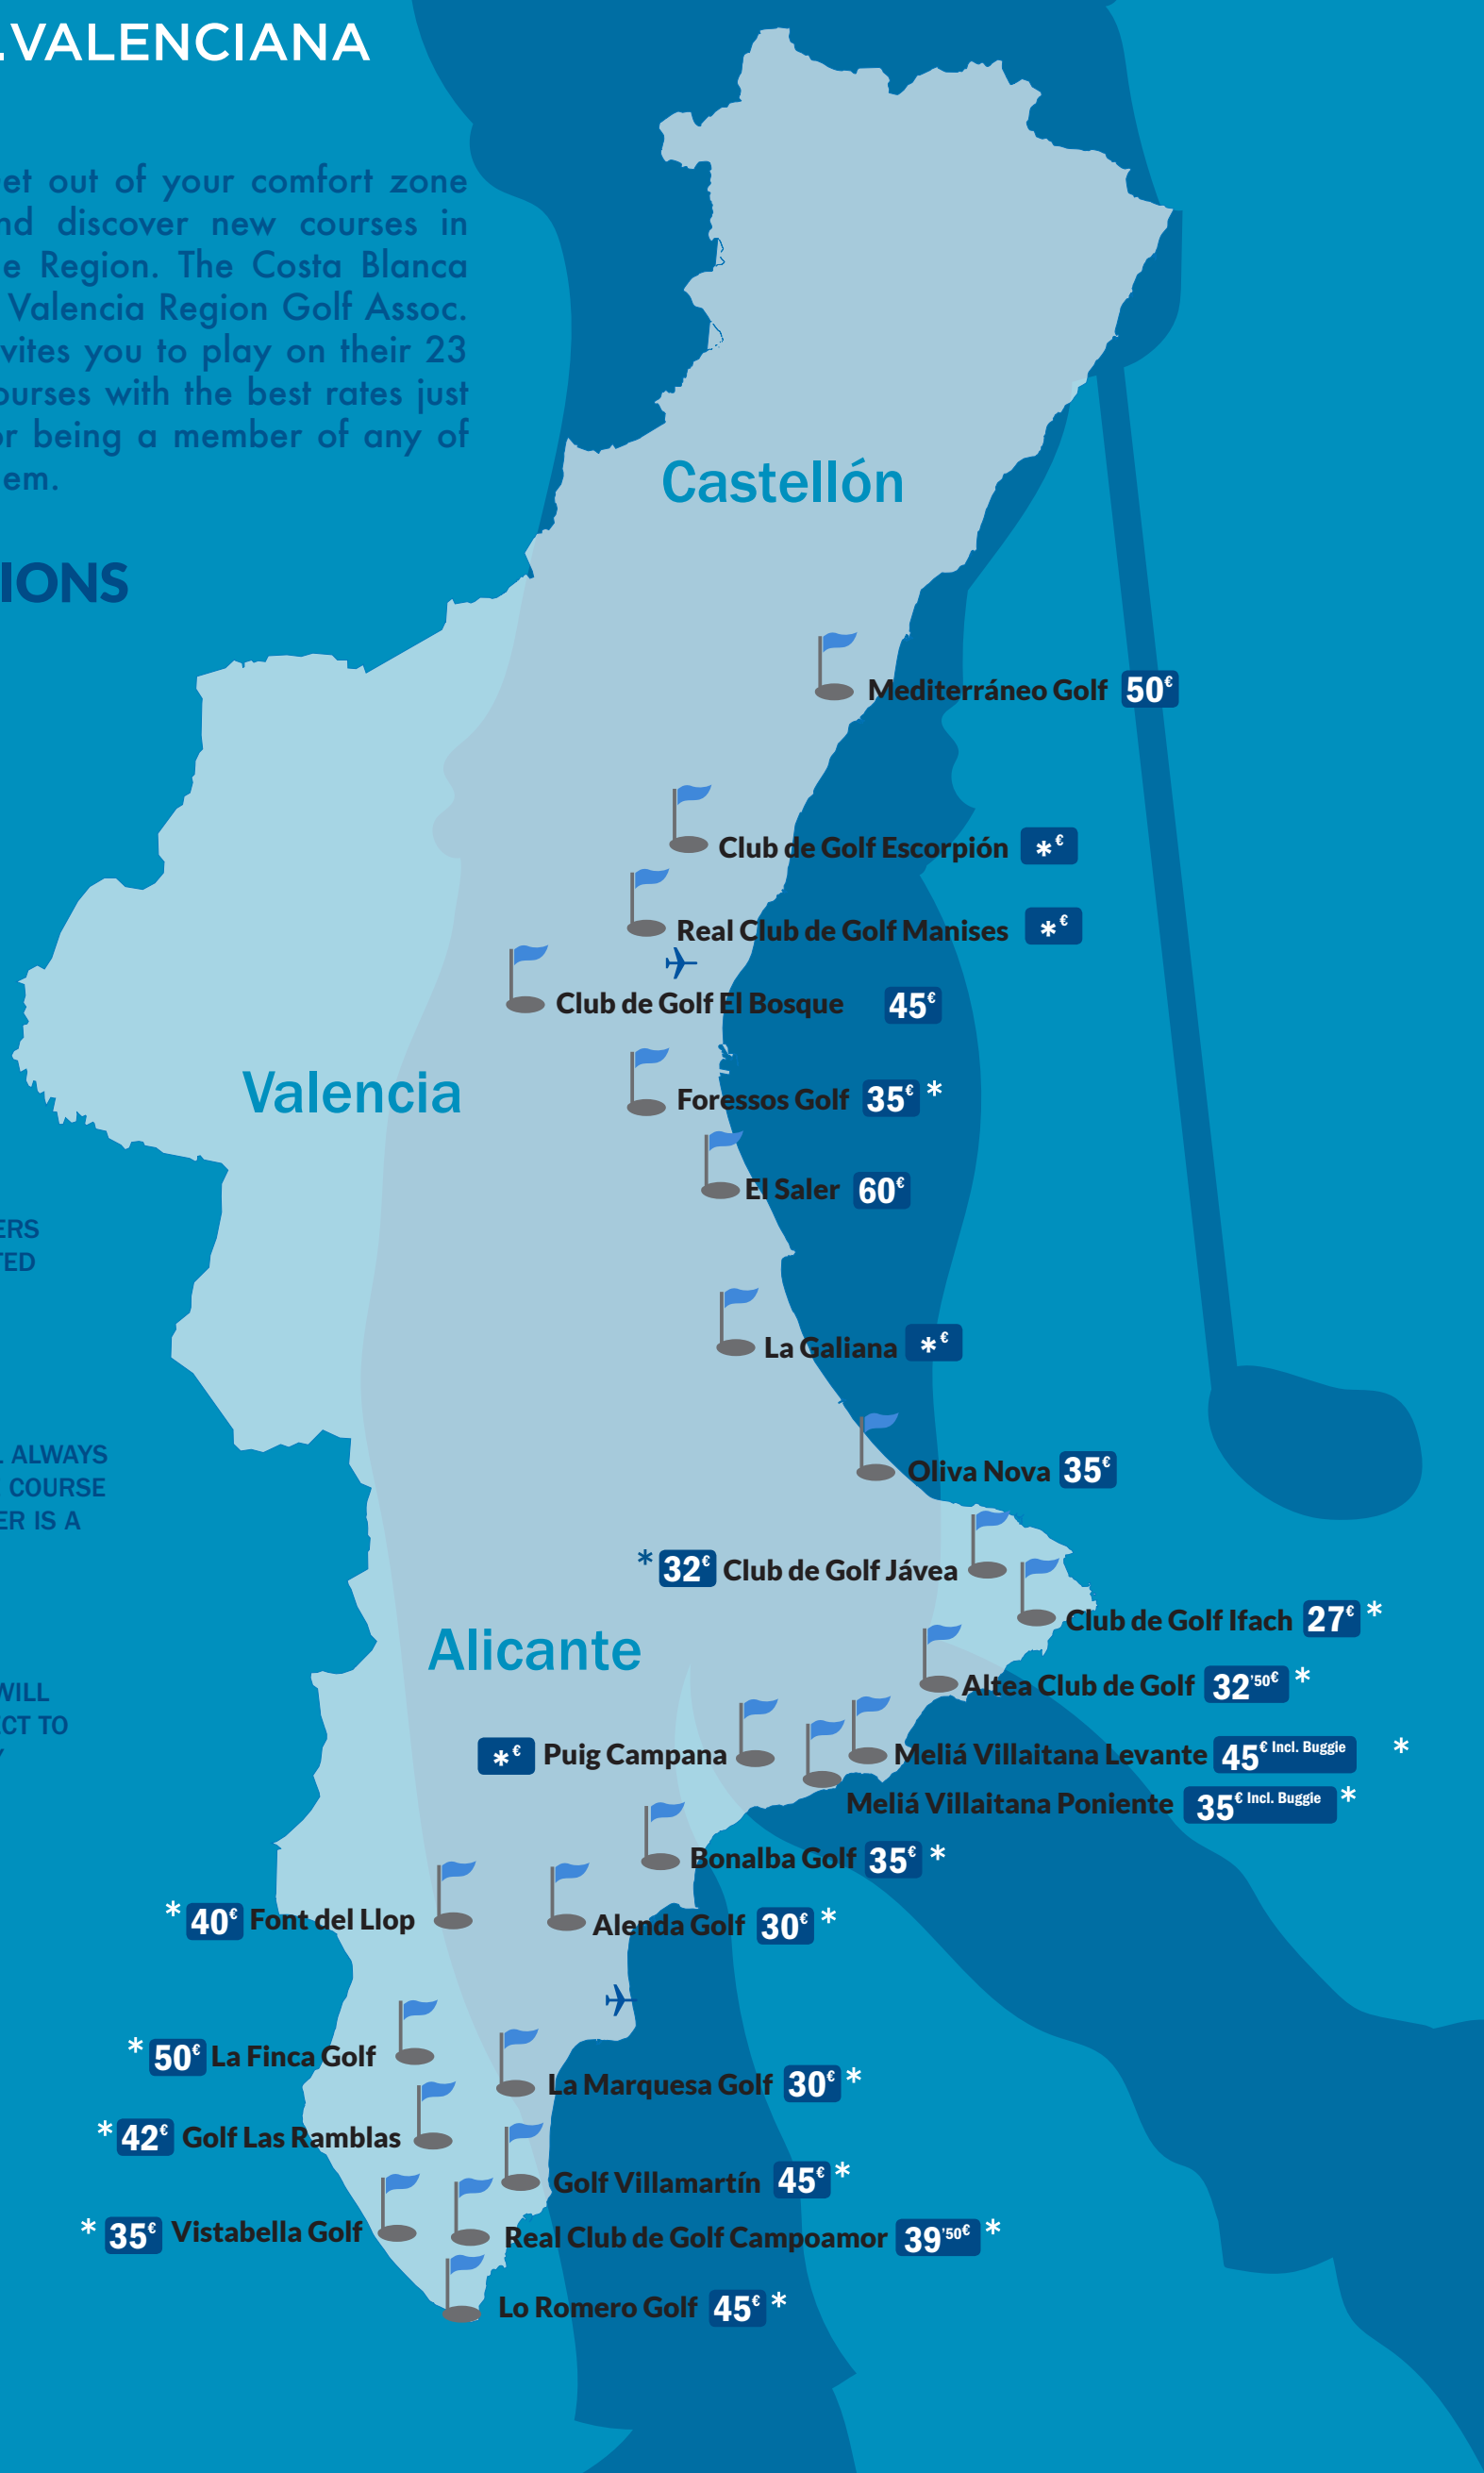 .VALENCIANA
et out of your comfort zone
nd discover new courses in
e Region. The Costa Blanca
Valencia Region Golf Assoc.
vites you to play on their 23
ourses with the best rates just
or being a member of any of
em.
Castellón
IONS
Mediterráneo Golf 50€
Club de Golf Escorpión *€
Real Club de Golf Manises *€
Club de Golf El Bosque 45€
Valencia
Foressos Golf 35€ *
El Saler 60€
ERS
TED
La Galiana *€
. ALWAYS
COURSE
ER IS A
Oliva Nova 35€
* 32€ Club de Golf Jávea
Club de Golf Ifach 27€ *
Alicante
Altea Club de Golf 32'50€ *
WILL
ECT TO
Y
*€ Puig Campana
Meliá Villaitana Levante 45€ Incl. Buggie *
Meliá Villaitana Poniente 35€ Incl. Buggie *
Bonalba Golf 35€ *
* 40€ Font del Llop
Alenda Golf 30€ *
* 50€ La Finca Golf
La Marquesa Golf 30€ *
* 42€ Golf Las Ramblas
Golf Villamartín 45€ *
* 35€ Vistabella Golf
Real Club de Golf Campoamor 39'50€ *
Lo Romero Golf 45€ *